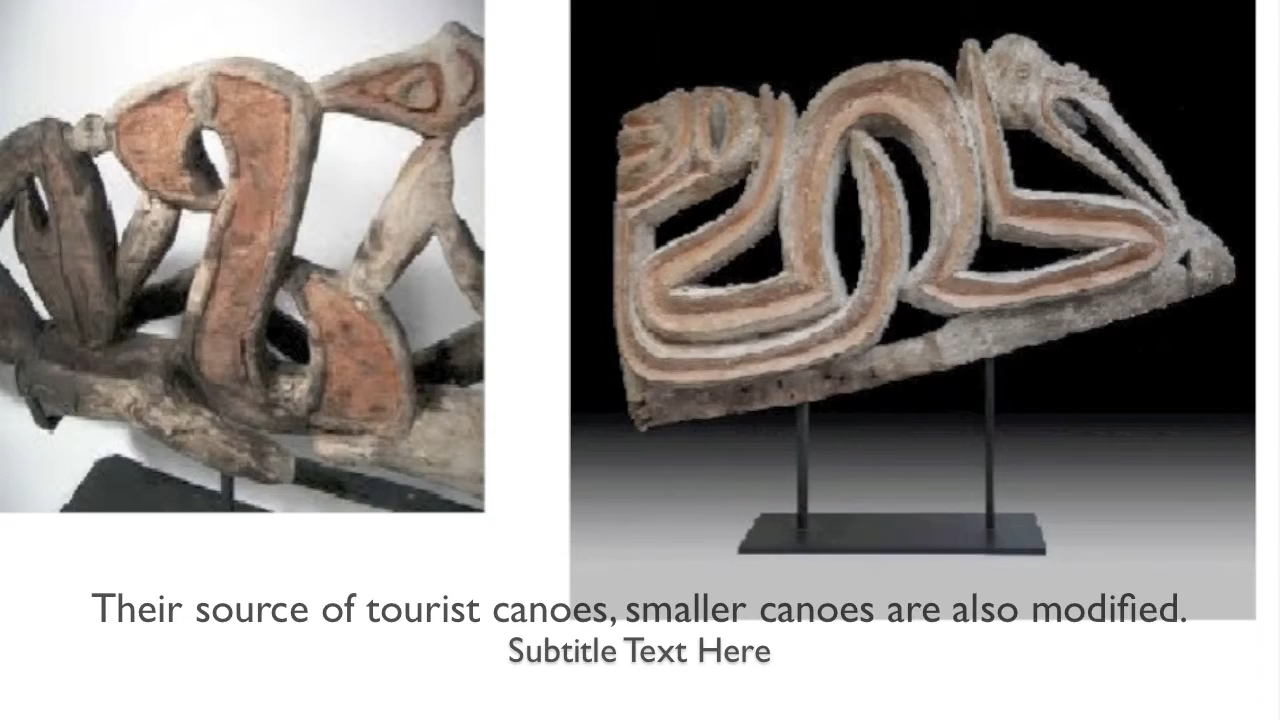 Their source of tourist canoes, smaller canoes are also modified.
Subtitle Text Here